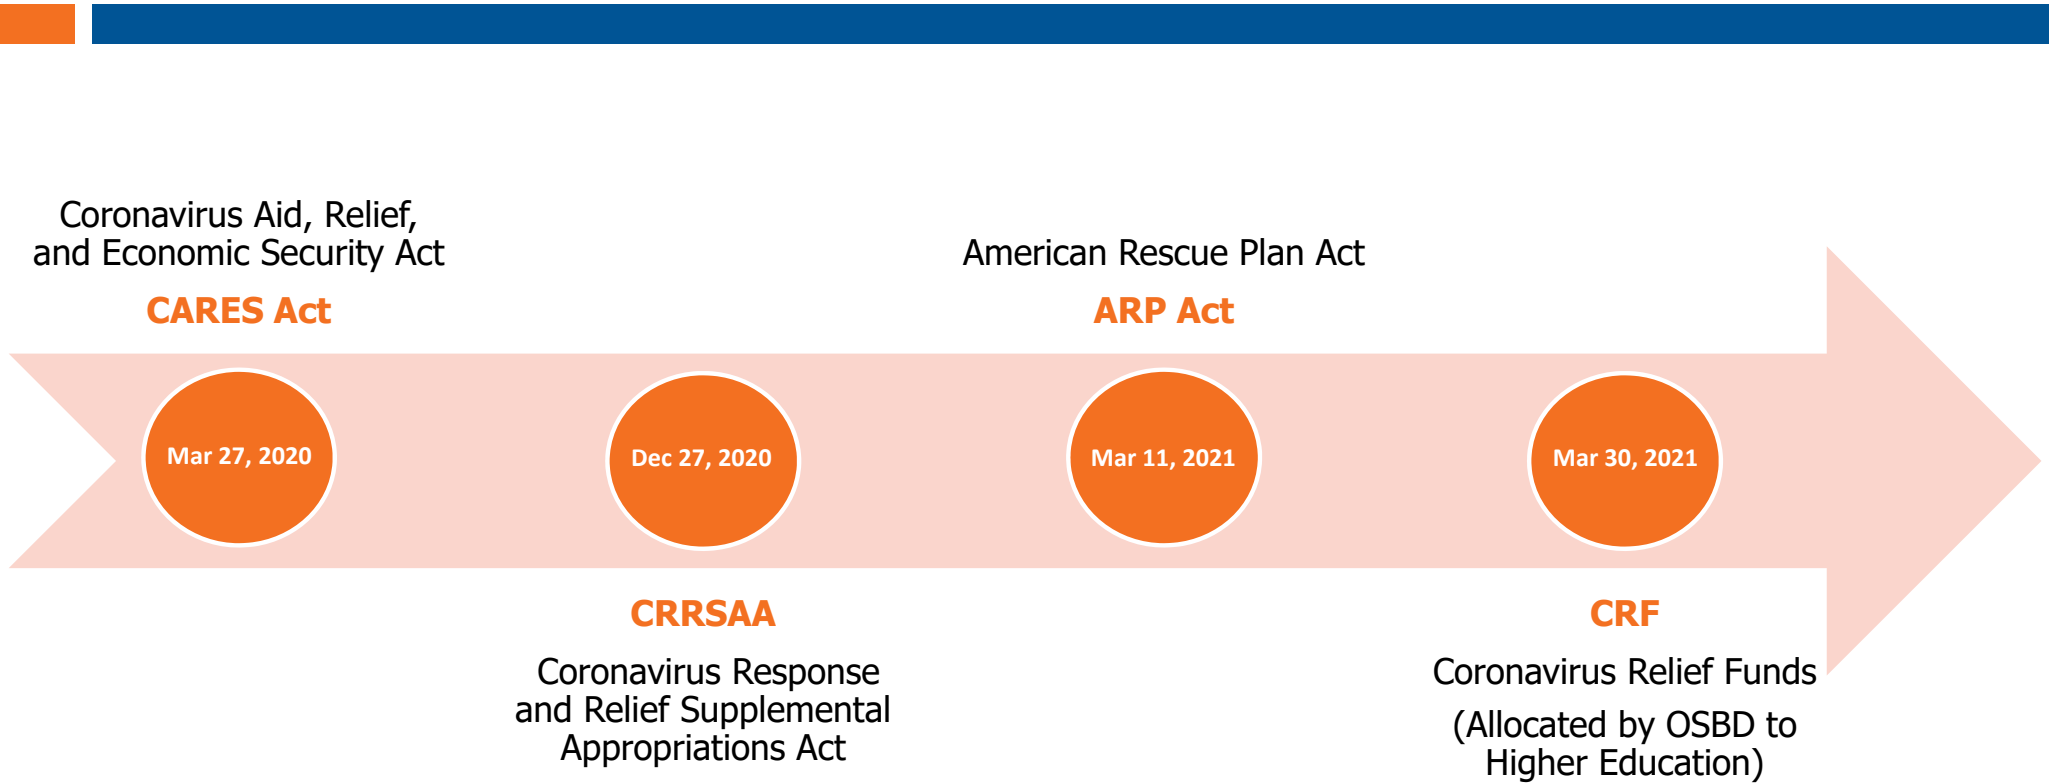 Coronavirus Aid, Relief,
and Economic Security Act
CARES Act
Mar 27, 2020
Dec 27, 2020
CRRSAA
Coronavirus Response
and Relief Supplemental
Appropriations Act
American Rescue Plan Act
ARP Act
Mar 11, 2021
Mar 30, 2021
CRF
Coronavirus Relief Funds
(Allocated by OSBD to
Higher Education)